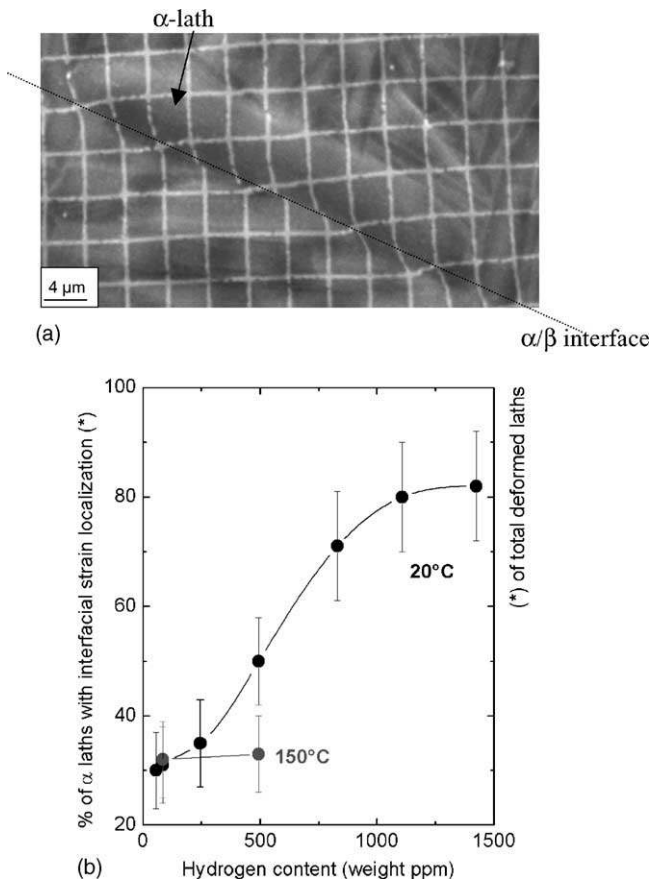 α-lath
4 µm
(a)
α/β interface
100
80
60
40
20
% of α laths with interfacial strain localization (*)
(*) of total deformed laths
20°C
150°C
0
500
1000
1500
Hydrogen content (weight ppm)
(b)